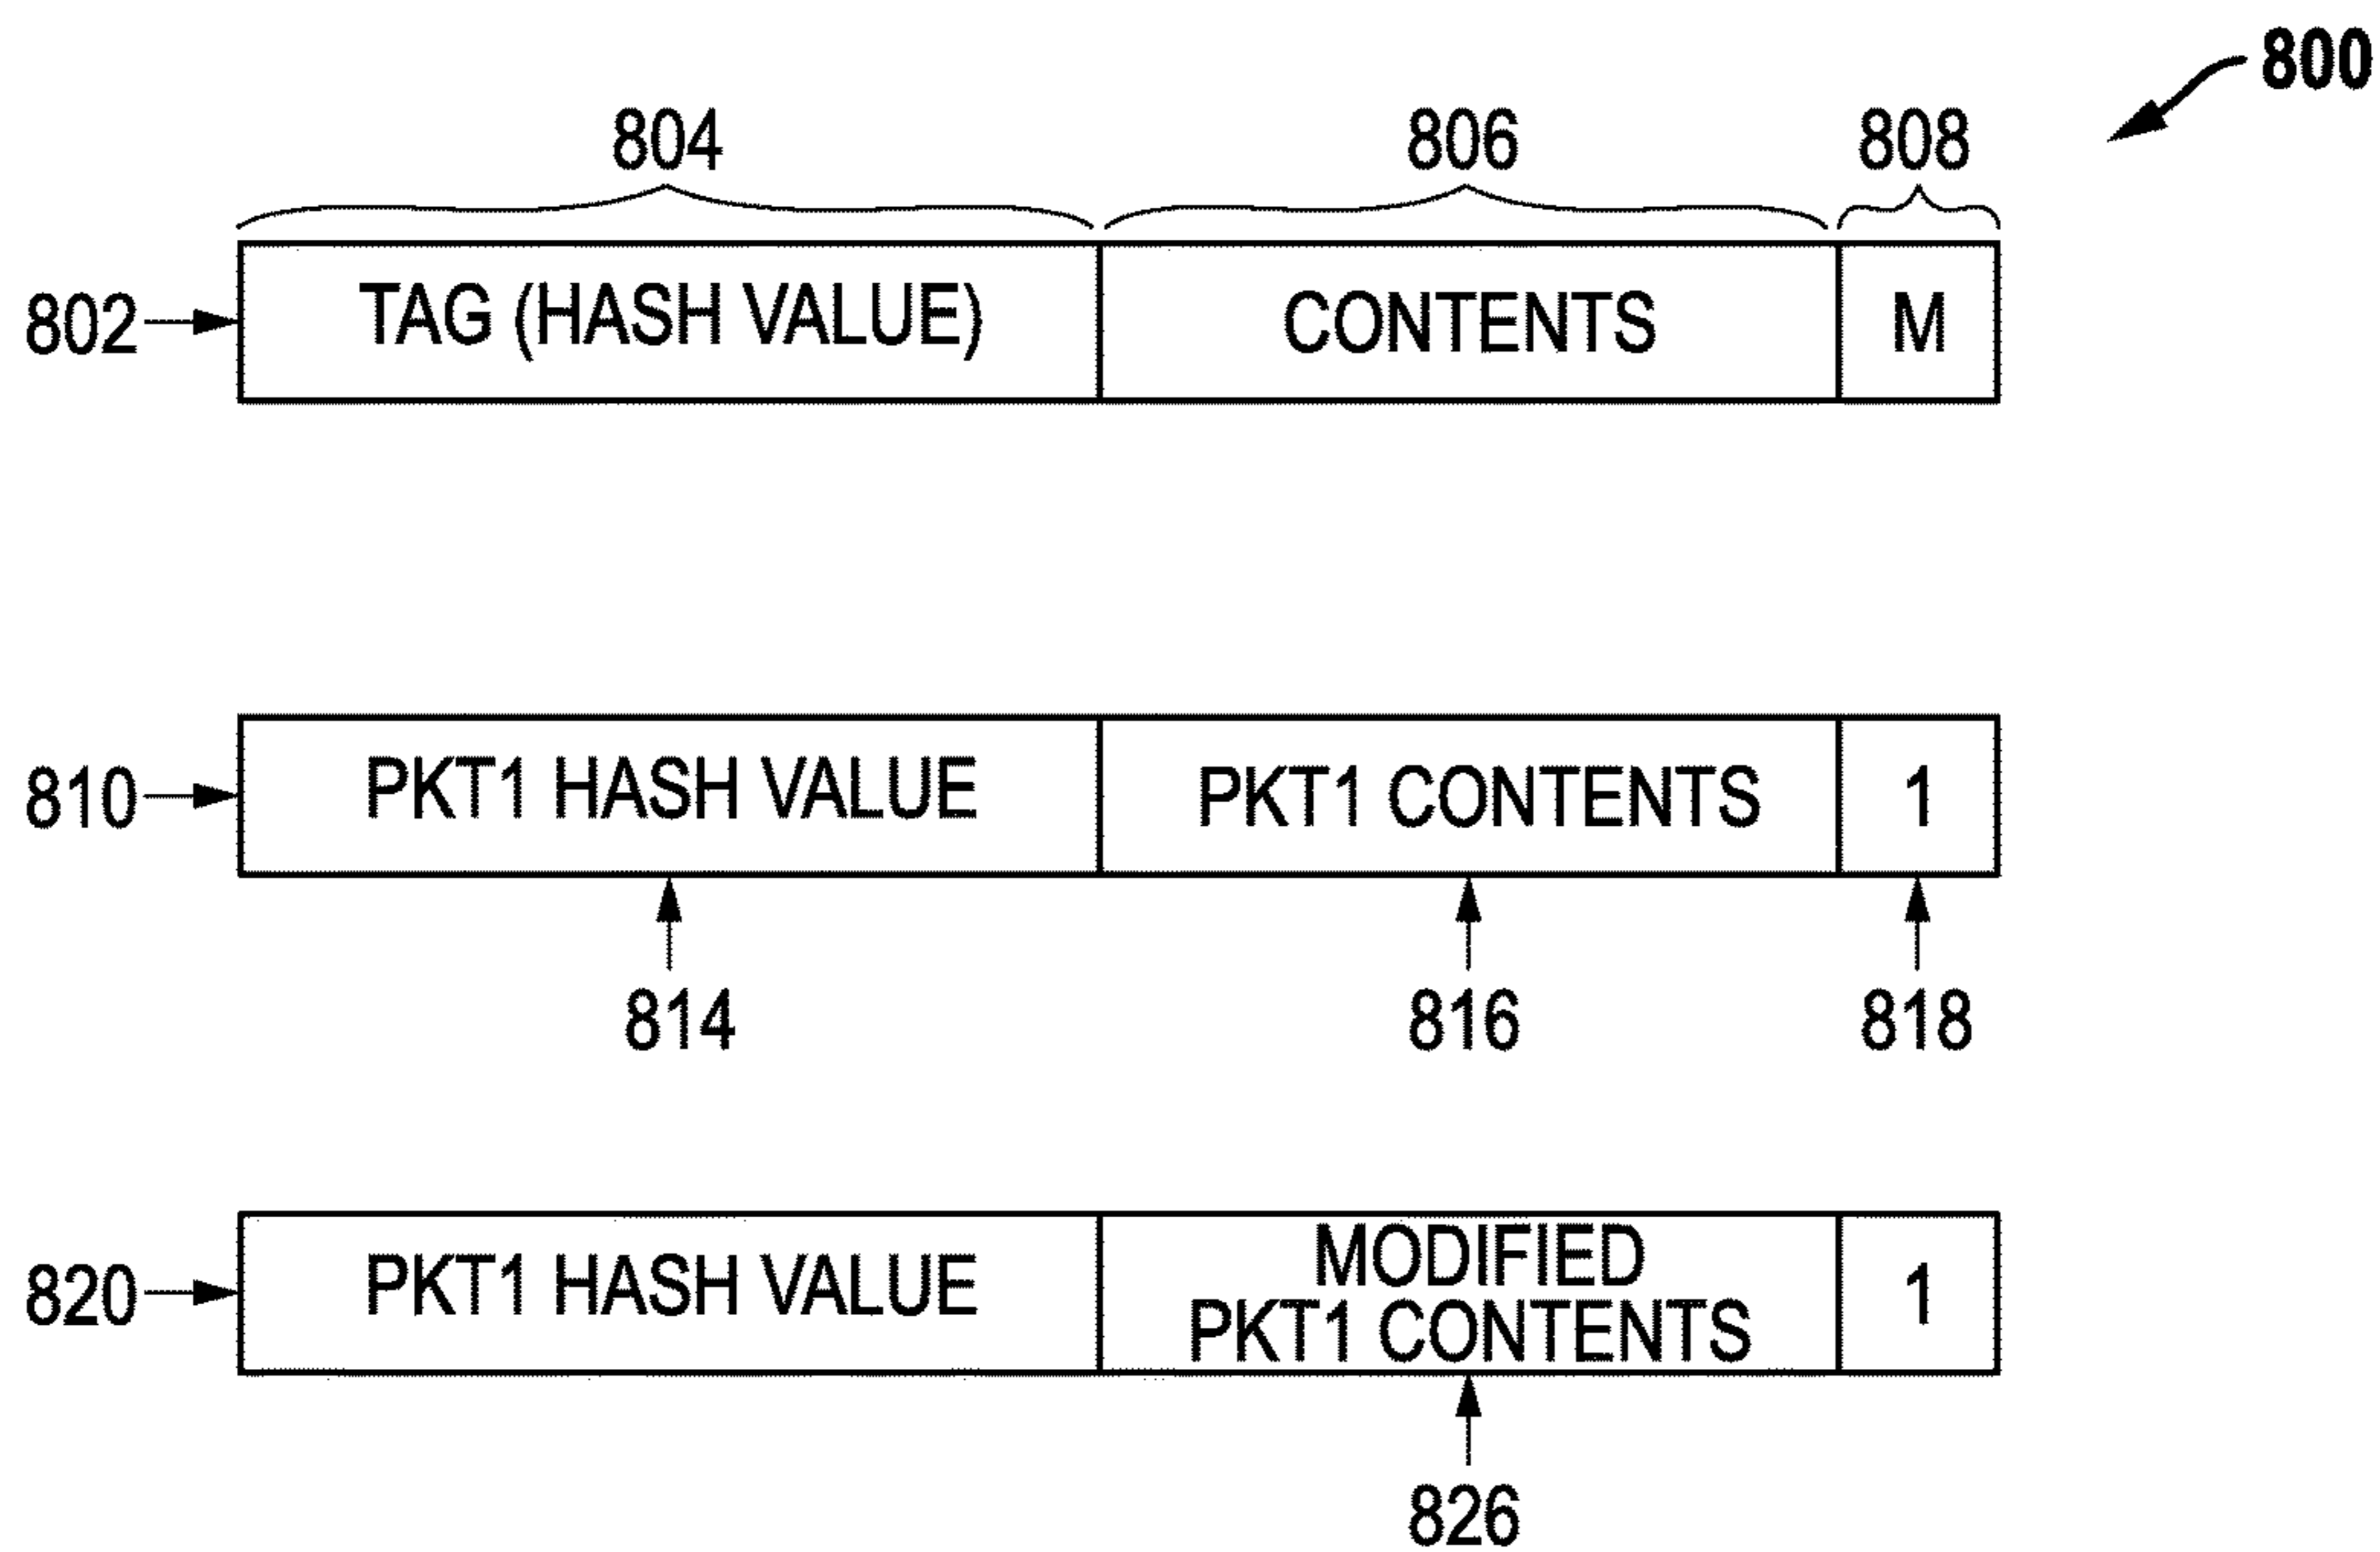 800
804 806 808
802 TAG (HASH VALUE) CONTENTS M
810 PKT1 HASH VALUE PKT1 CONTENTS 1
814 816 818
820 PKT1 HASH VALUE MODIFIED
PKT1 CONTENTS 1
826